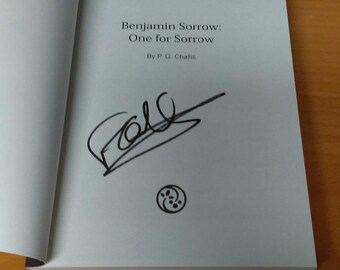 Benjamin Sorrow:
One for Sorrow
By P. G. Challis